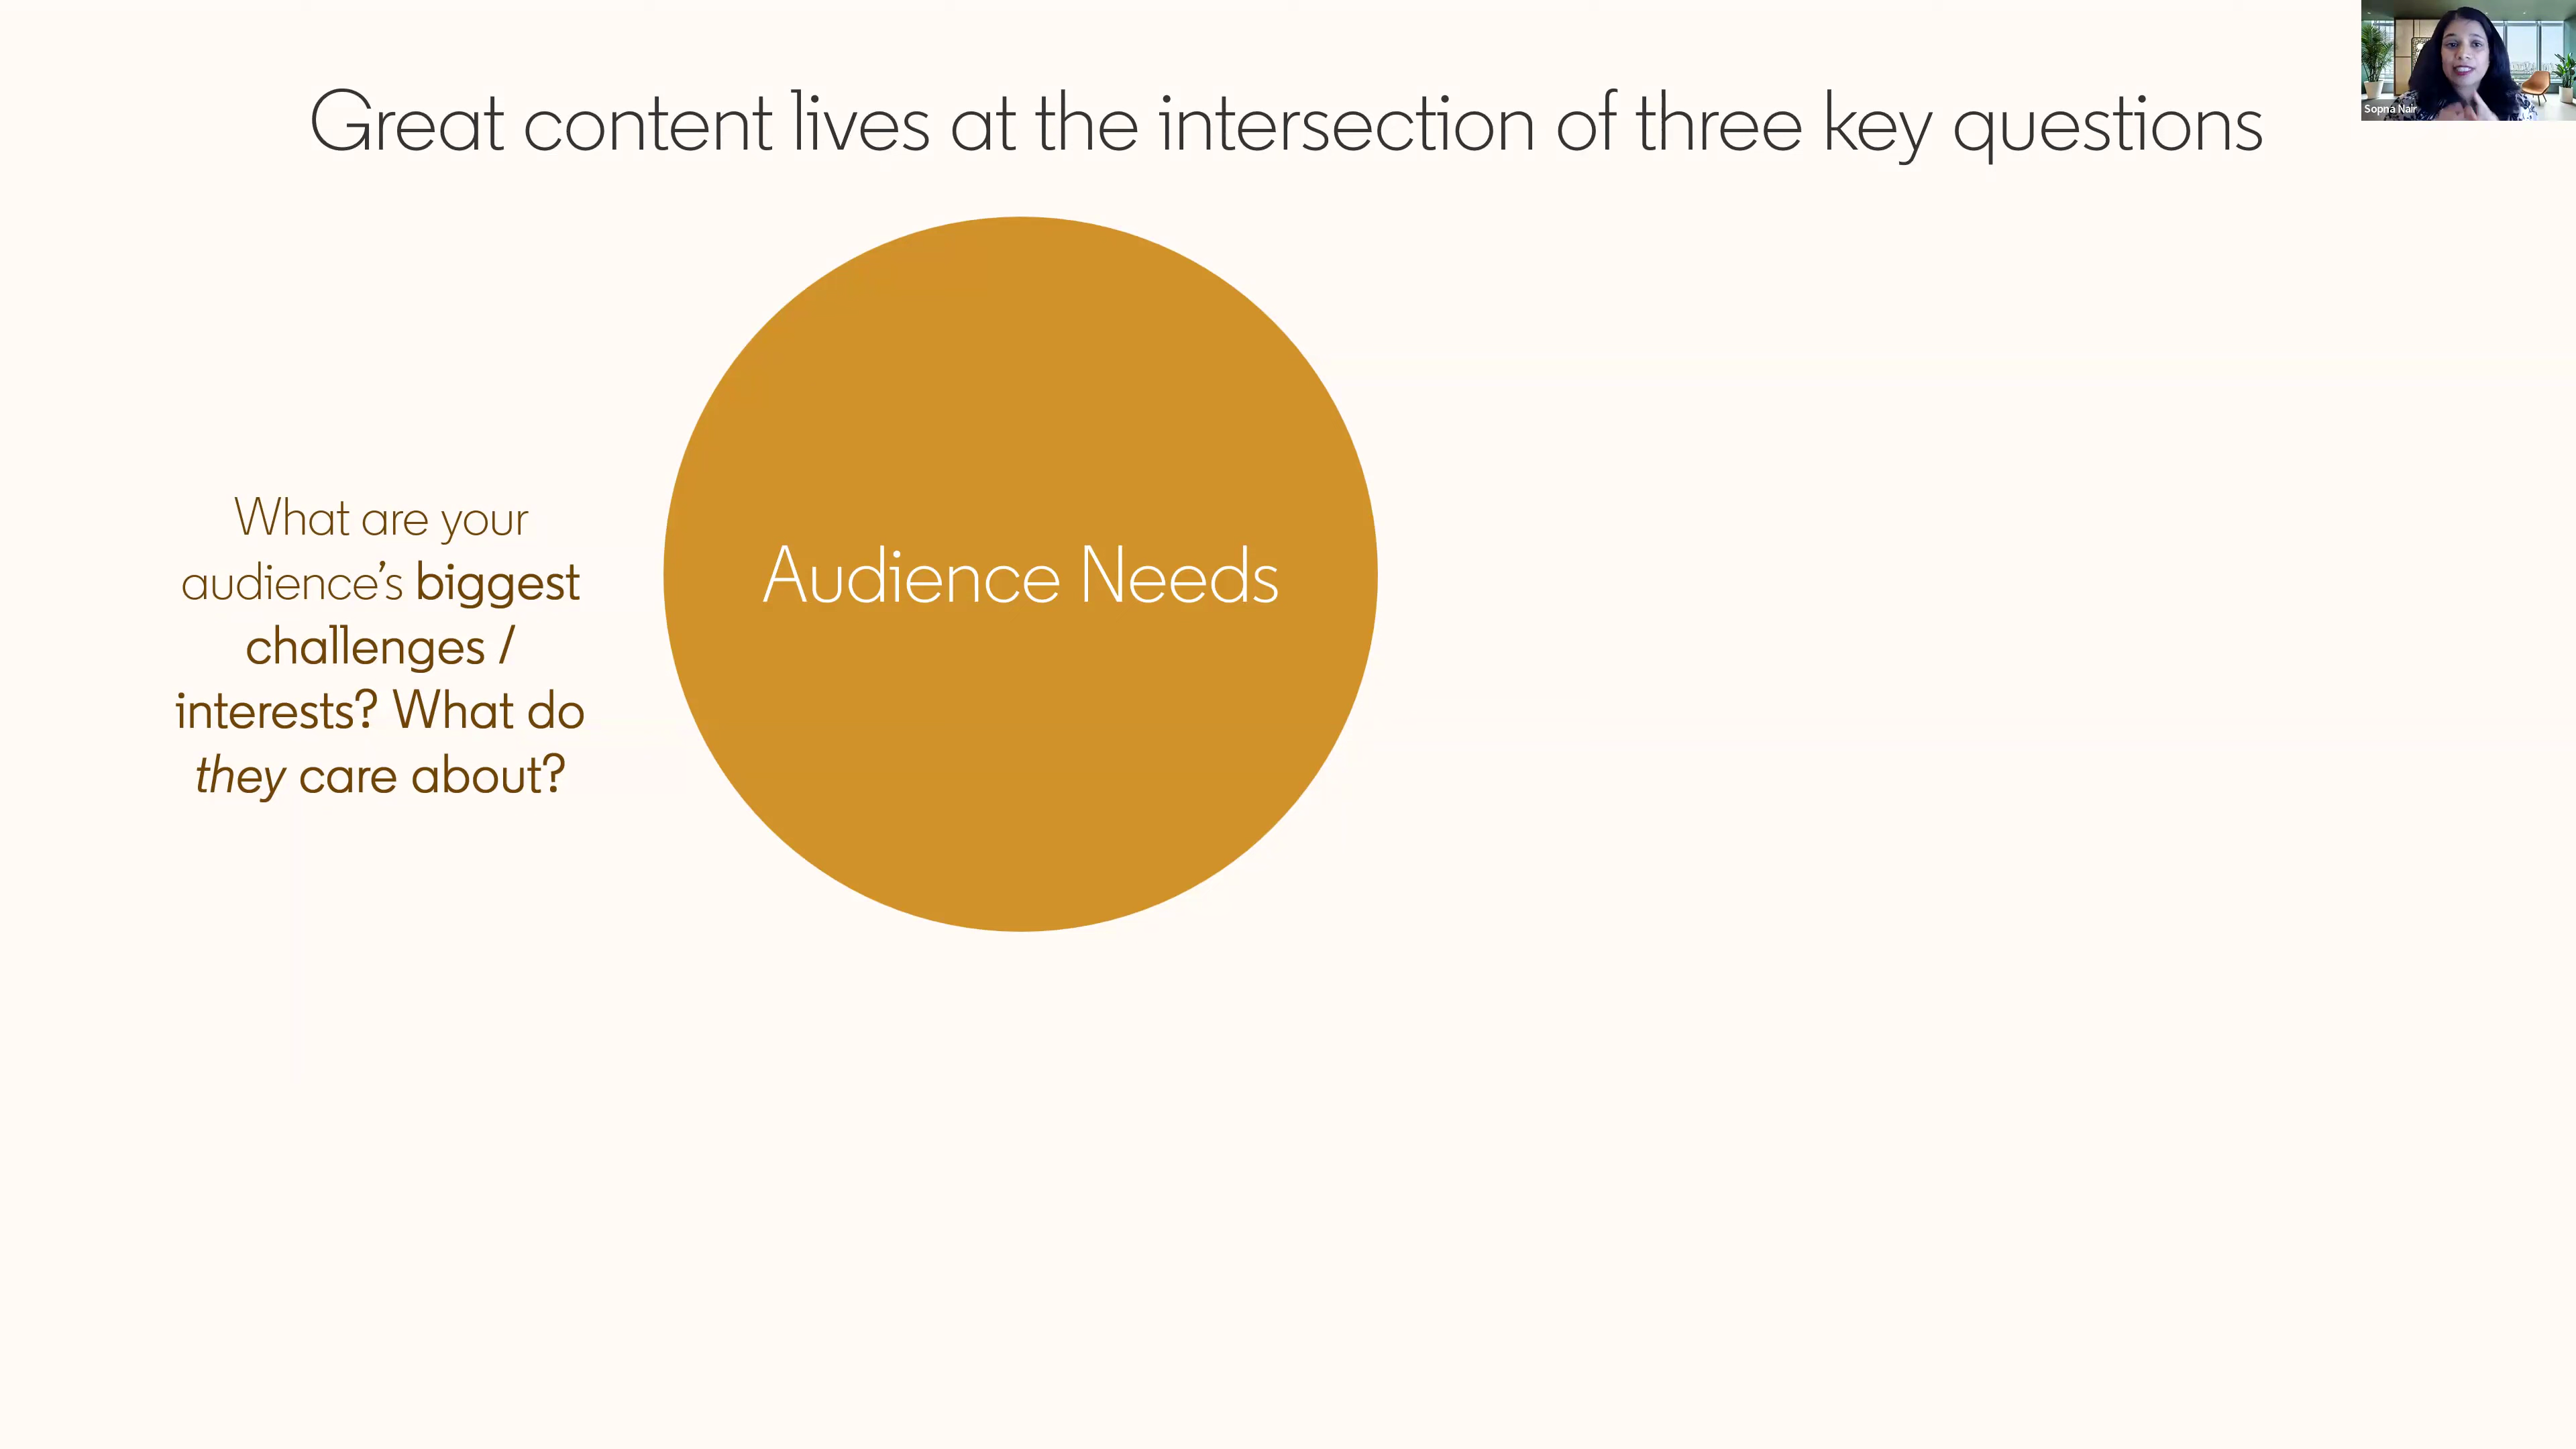 Great content lives at the intersection of three key questions
Sopna Nair
What are your
audience’s biggest
challenges /
interests? What do
they care about?
Audience Needs